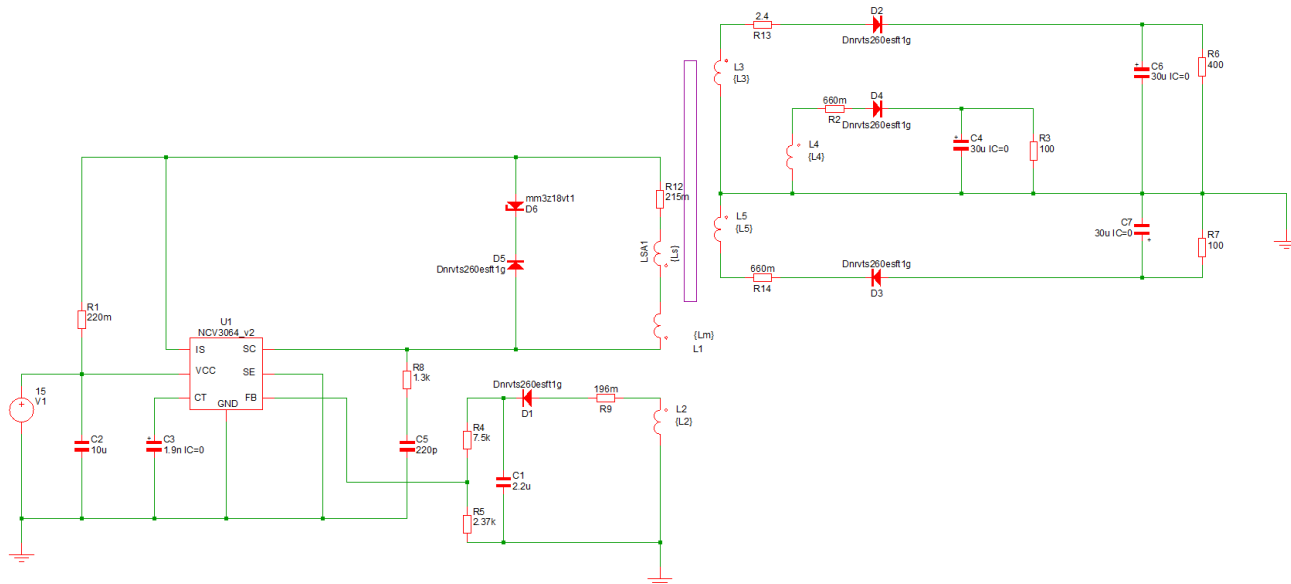 D2
2.4
R13
Dnrvts260esft1g
L3
{L3}
C6
30u IC=0
R6
400
660m
D4
R2
Dnrvts260esft1g
L4
{L4}
C4
30u IC=0
R3
100
R12
215m
mm3z18vt1
D6
LSA1
{Ls}
D5
Dnrvts260esft1g
L5
{L5}
C7
30u IC=0
R7
100
Dnrvts260esft1g
660m
R14
D3
R1
220m
U1
NCV3064_v2
IS
SC
VCC
SE
CT
FB
GND
{Lm}
L1
R8
1.3k
15
V1
Dnrvts260esft1g
196m
D1
R9
L2
{L2}
C2
10u
C3
1.9n IC=0
C5
220p
R4
7.5k
C1
2.2u
R5
2.37k